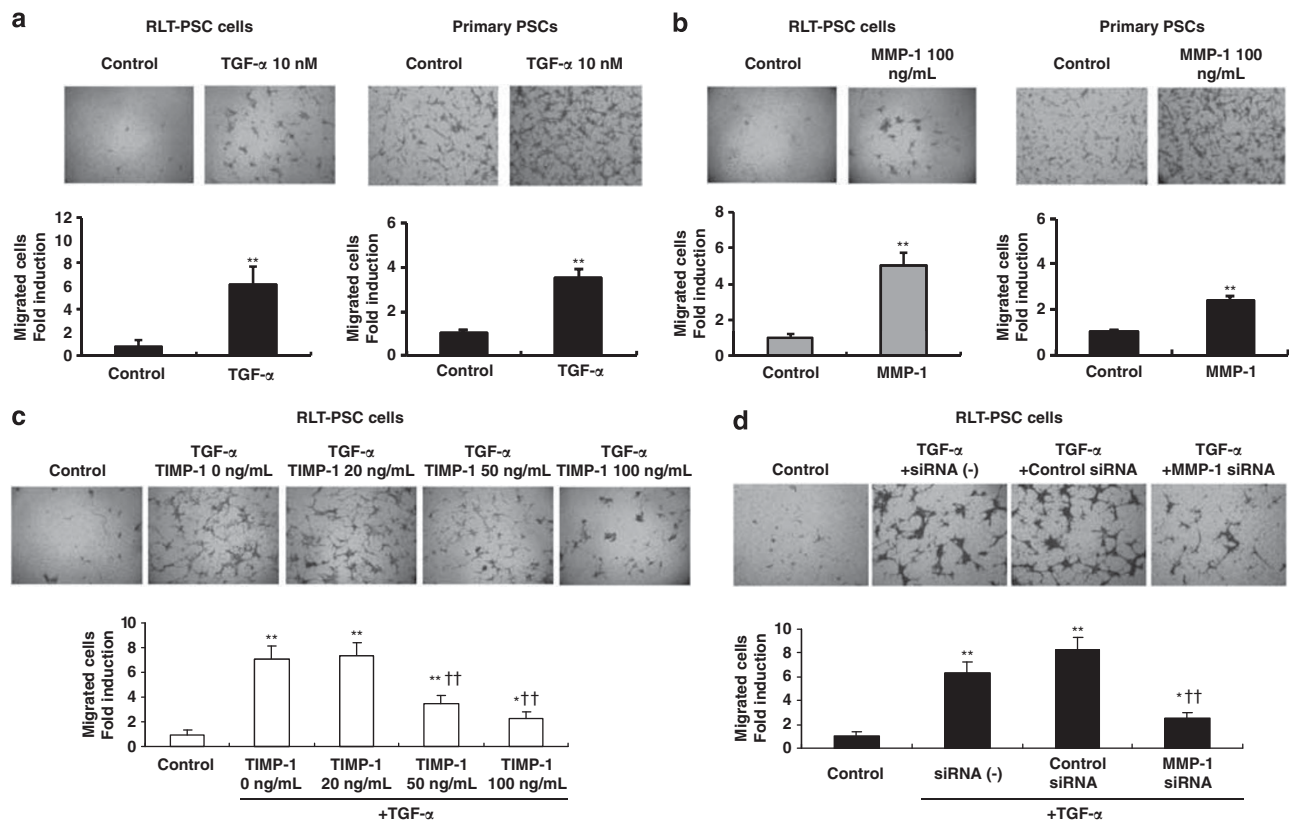 a
RLT-PSC cells
Primary PSCs
Control
TGF-α 10 nM
Control
TGF-α 10 nM
Migrated cells
Fold induction
12
10
8
6
4
2
0
**
Control
TGF-α
Migrated cells
Fold induction
6
4
2
0
**
Control
TGF-α
b
RLT-PSC cells
Primary PSCs
Control
MMP-1 100
ng/mL
Control
MMP-1 100
ng/mL
Migrated cells
Fold induction
8
6
4
2
0
**
Control
MMP-1
Migrated cells
Fold induction
6
4
2
0
**
Control
MMP-1
c
RLT-PSC cells
Control
TGF-α
TIMP-1 0 ng/mL
TGF-α
TIMP-1 20 ng/mL
TGF-α
TIMP-1 50 ng/mL
TGF-α
TIMP-1 100 ng/mL
Migrated cells
Fold induction
10
8
6
4
2
0
**
**
** ††
*††
Control
TIMP-1
0 ng/mL
TIMP-1
20 ng/mL
TIMP-1
50 ng/mL
TIMP-1
100 ng/mL
+TGF-α
d
RLT-PSC cells
Control
TGF-α
+siRNA (-)
TGF-α
+Control siRNA
TGF-α
+MMP-1 siRNA
Migrated cells
Fold induction
10
8
6
4
2
0
**
**
* ††
Control
siRNA (-)
Control
siRNA
MMP-1
siRNA
+TGF-α